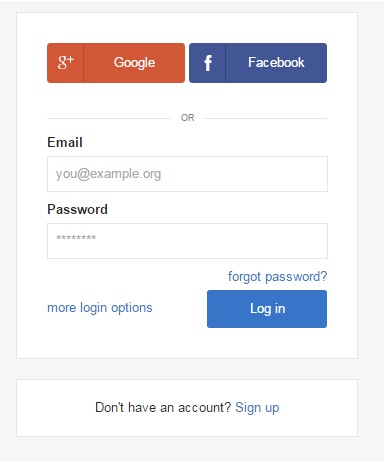 g+ Google
f Facebook
OR
Email
you@example.org
Password
********
forgot password?
more login options
Log in
Don't have an account? Sign up